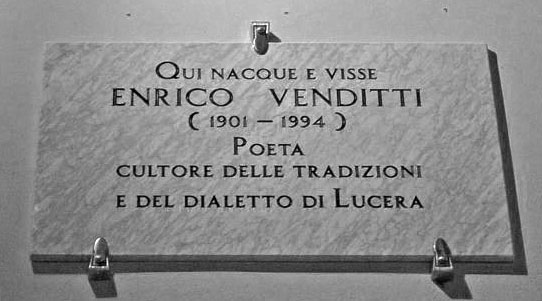 Qui nacque e visse
ENRICO VENDITTI
( 1901 – 1994 )
Poeta
cultore delle tradizioni
e del dialetto di Lucera